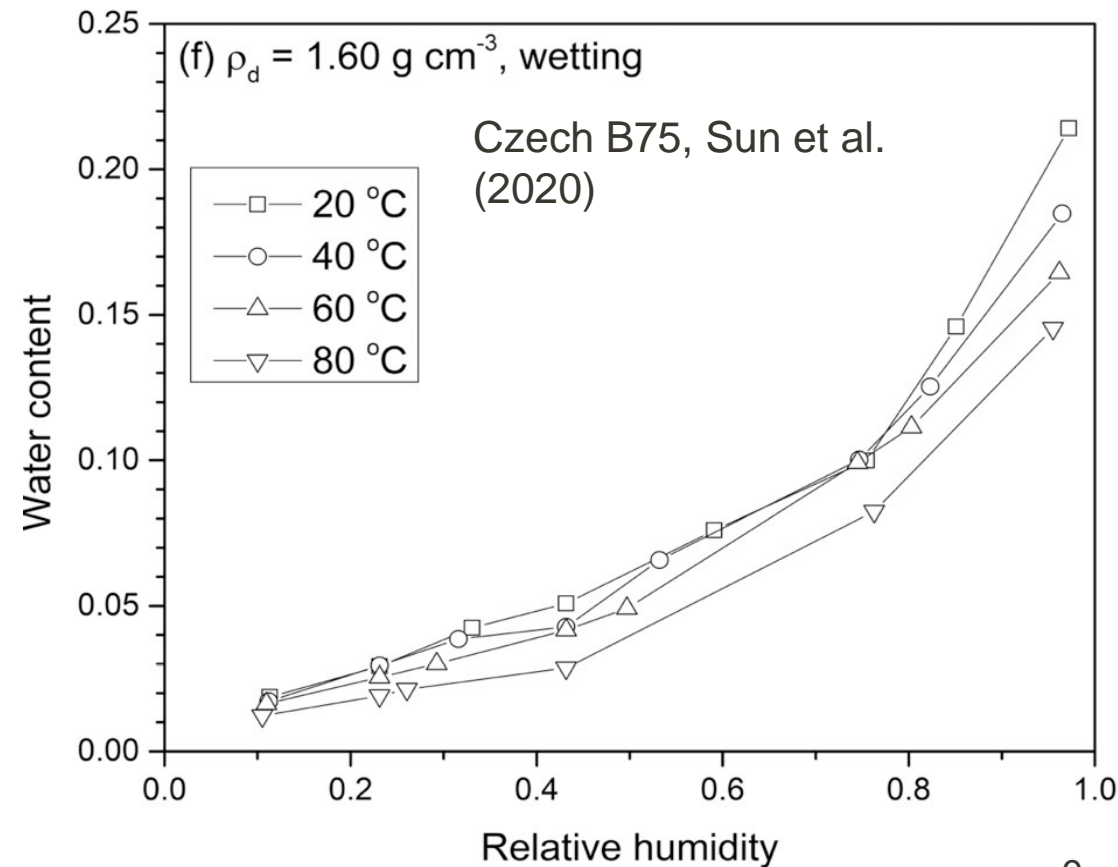 0.25
(f) ρd = 1.60 g cm-3, wetting
Czech B75, Sun et al.
(2020)
0.20
20 °C
40 °C
60 °C
80 °C
0.15
0.10
0.05
0.00
Water content
0.0 0.2 0.4 0.6 0.8 1.0
Relative humidity